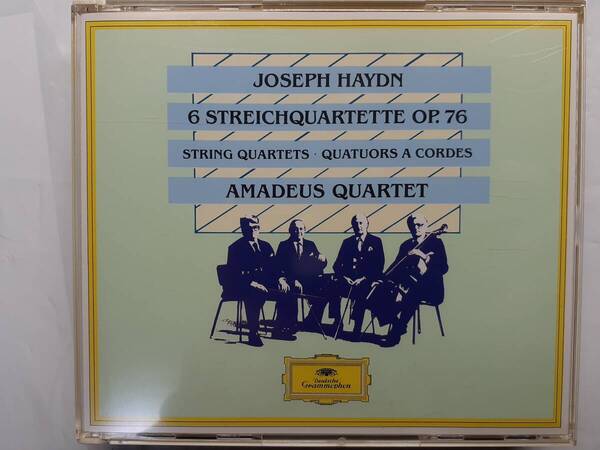 JOSEPH HAYDN
6 STREICHQUARTETTE OP. 76
STRING QUARTETS · QUATUORS A CORDES
AMADEUS QUARTET
Deutsche
Grammophon